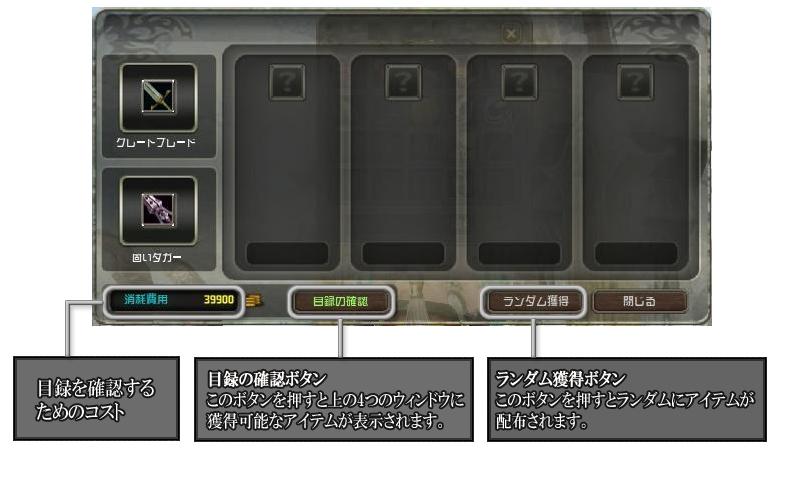 ?
?
?
?
グレートブレード
固いダガー
消耗費用 39900
目録の確認
ランダム獲得
閉じる
目録を確認する
ためのコスト
目録の確認ボタン
このボタンを押すと上の4つのウィンドウに
獲得可能なアイテムが表示されます。
ランダム獲得ボタン
このボタンを押すとランダムにアイテムが
配布されます。